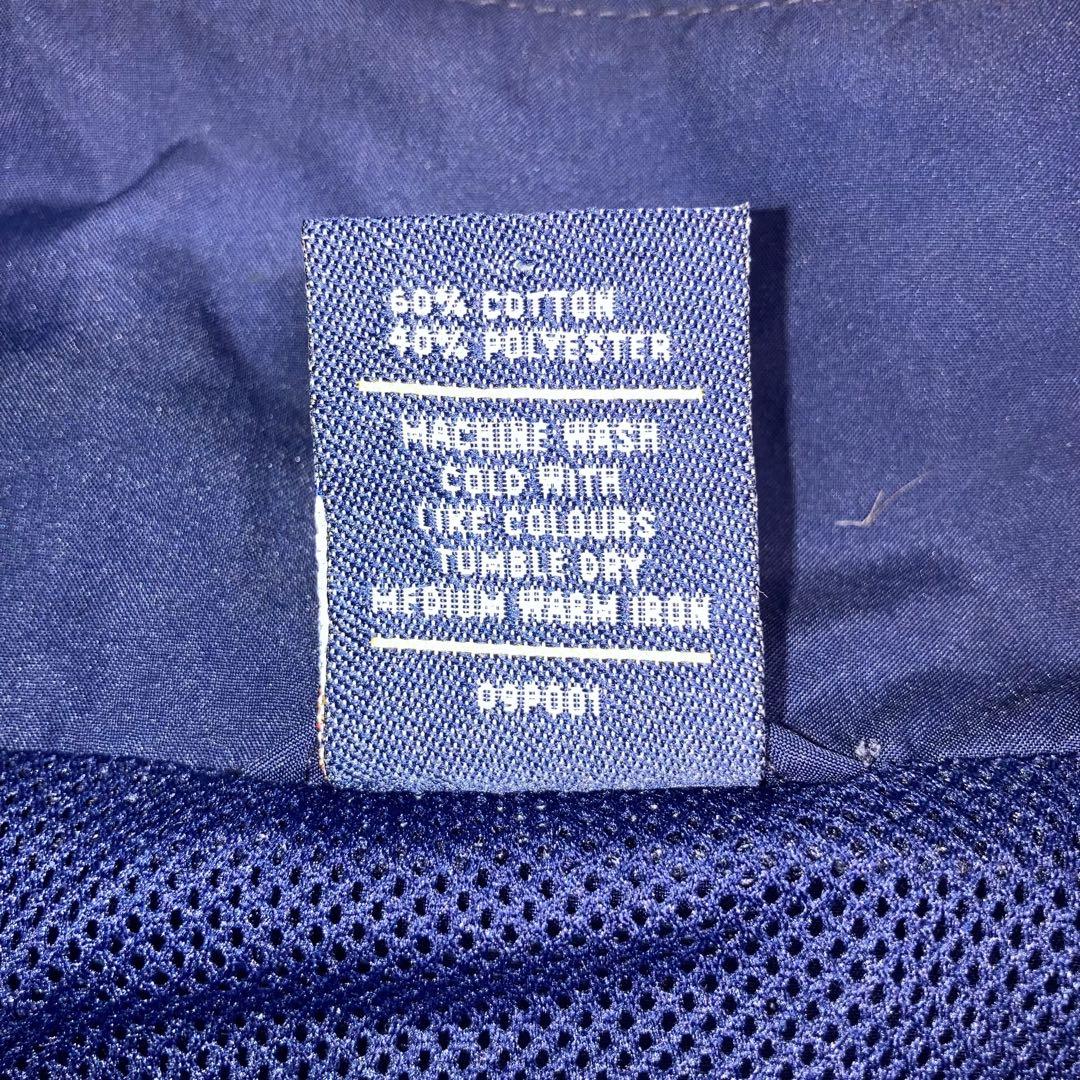 60% COTTON
40% POLYESTER
MACHINE WASH
COLD WITH
LIKE COLOURS
TUMBLE DRY
MEDIUM WARM IRON
09P001